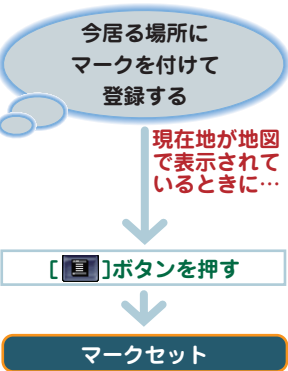 今居る場所に
マークを付けて
登録する
現在地が地図
で表示されて
いるときに…
[ ]ボタンを押す
マークセット